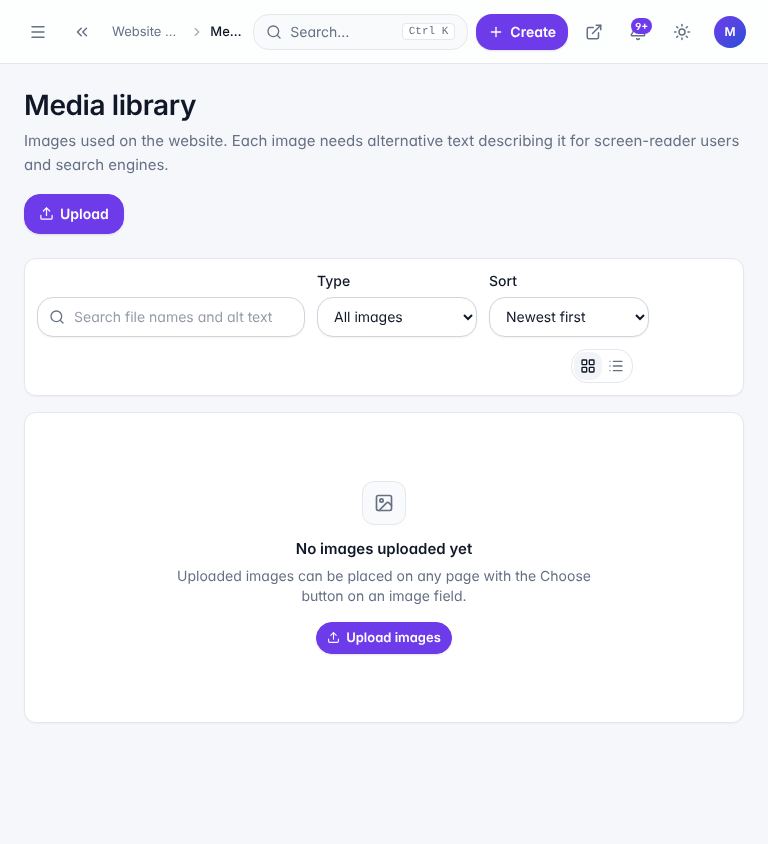 Website ...
Me...
Search...
Ctrl K
Create
9+
M
Media library
Images used on the website. Each image needs alternative text describing it for screen-reader users
and search engines.
Upload
Type
Sort
Search file names and alt text
All images
Newest first
No images uploaded yet
Uploaded images can be placed on any page with the Choose
button on an image field.
Upload images